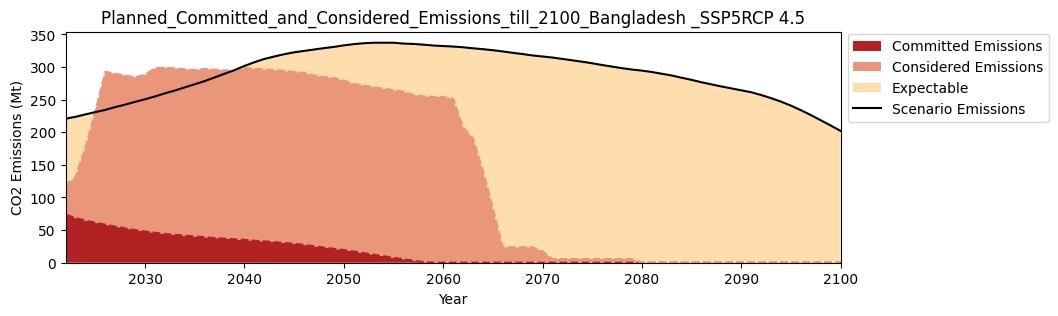 Planned_Committed_and_Considered_Emissions_till_2100_Bangladesh _SSP5RCP 4.5
350
300
250
200
150
100
50
0
CO2 Emissions (Mt)
2030 2040 2050 2060 2070 2080 2090 2100
Year
Committed Emissions
Considered Emissions
Expectable
Scenario Emissions